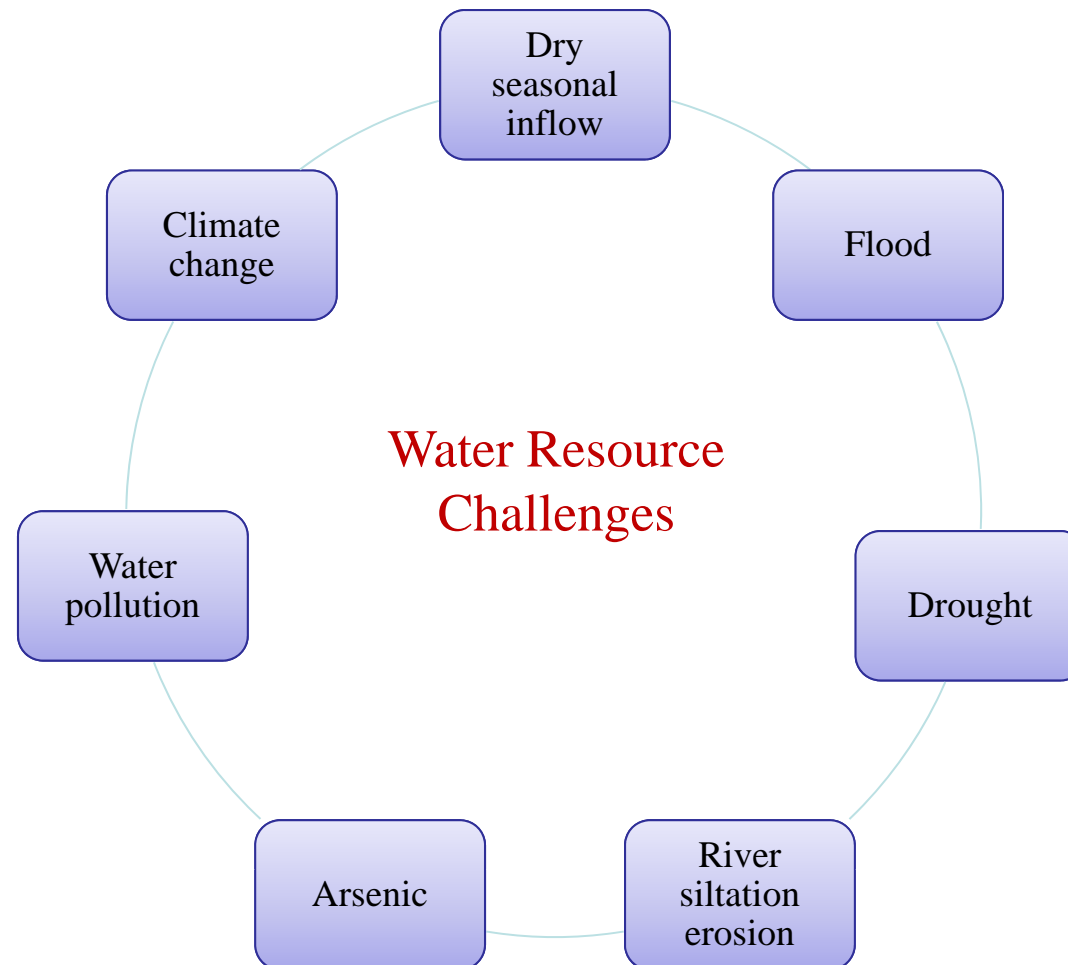 Dry
seasonal
inflow
Climate
change
Flood
Water Resource
Challenges
Water
pollution
Drought
Arsenic
River
siltation
erosion